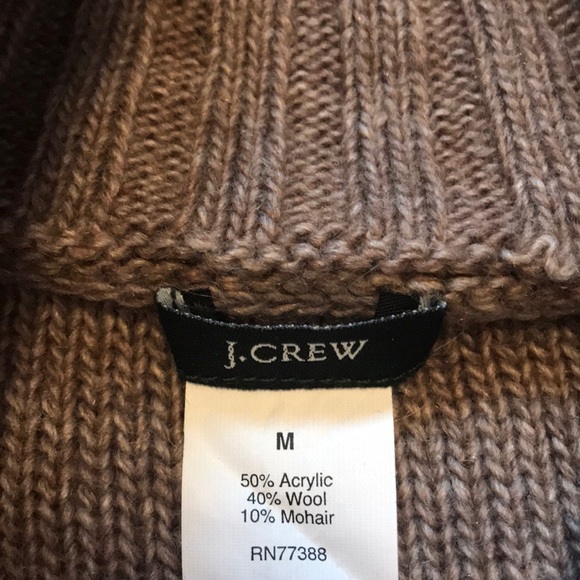 J.CREW
M
50% Acrylic
40% Wool
10% Mohair
RN77388